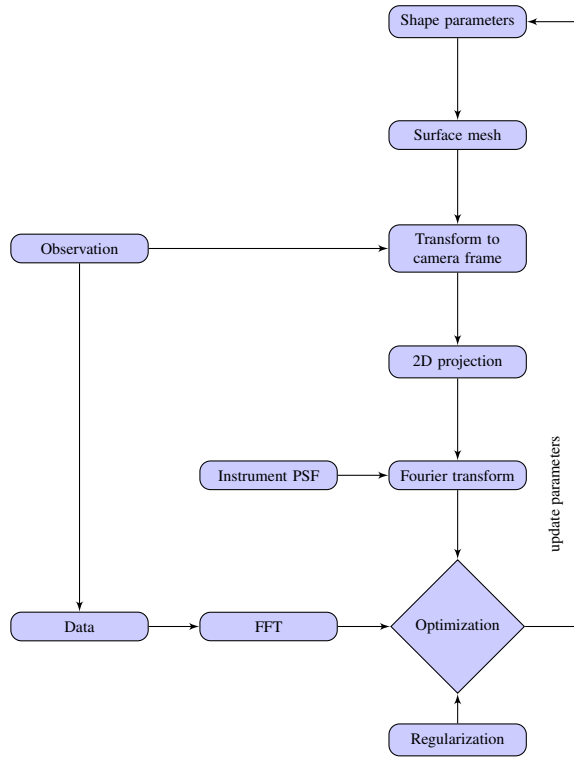 Shape parameters
Surface mesh
Observation
Transform to
camera frame
2D projection
update parameters
Instrument PSF
Fourier transform
Data
FFT
Optimization
Regularization